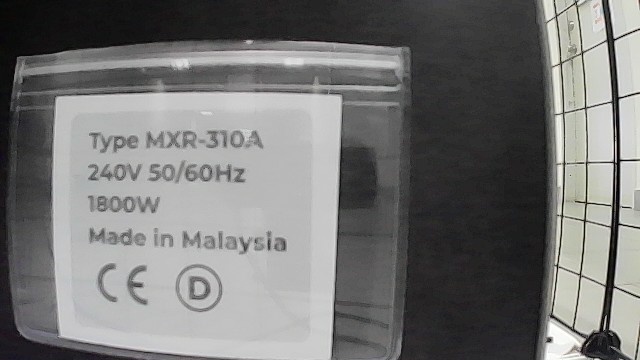 Type MXR-310A
240V 50/60Hz
1800W
Made in Malaysia
CE D